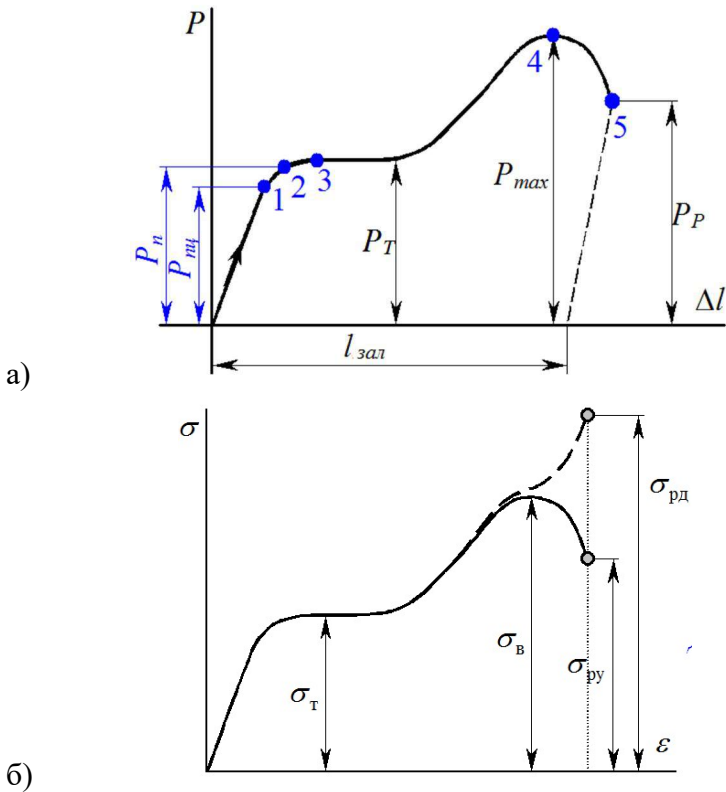 P
4
5
3
2
1
P_п
P_пц
P_T
P_max
P_P
Δl
l_зал
а)
σ
σ_рд
σ_в
σ_ру
σ_т
ε
б)